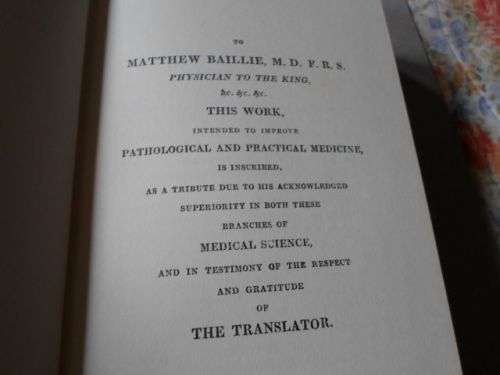 TO
MATTHEW BAILLIE, M. D. F. R. S.
PHYSICIAN TO THE KING,
&c. &c. &c.
THIS WORK,
INTENDED TO IMPROVE
PATHOLOGICAL AND PRACTICAL MEDICINE,
IS INSCRIBED,
AS A TRIBUTE DUE TO HIS ACKNOWLEDGED
SUPERIORITY IN BOTH THESE
BRANCHES OF
MEDICAL SCIENCE,
AND IN TESTIMONY OF THE RESPECT
AND GRATITUDE
OF
THE TRANSLATOR.